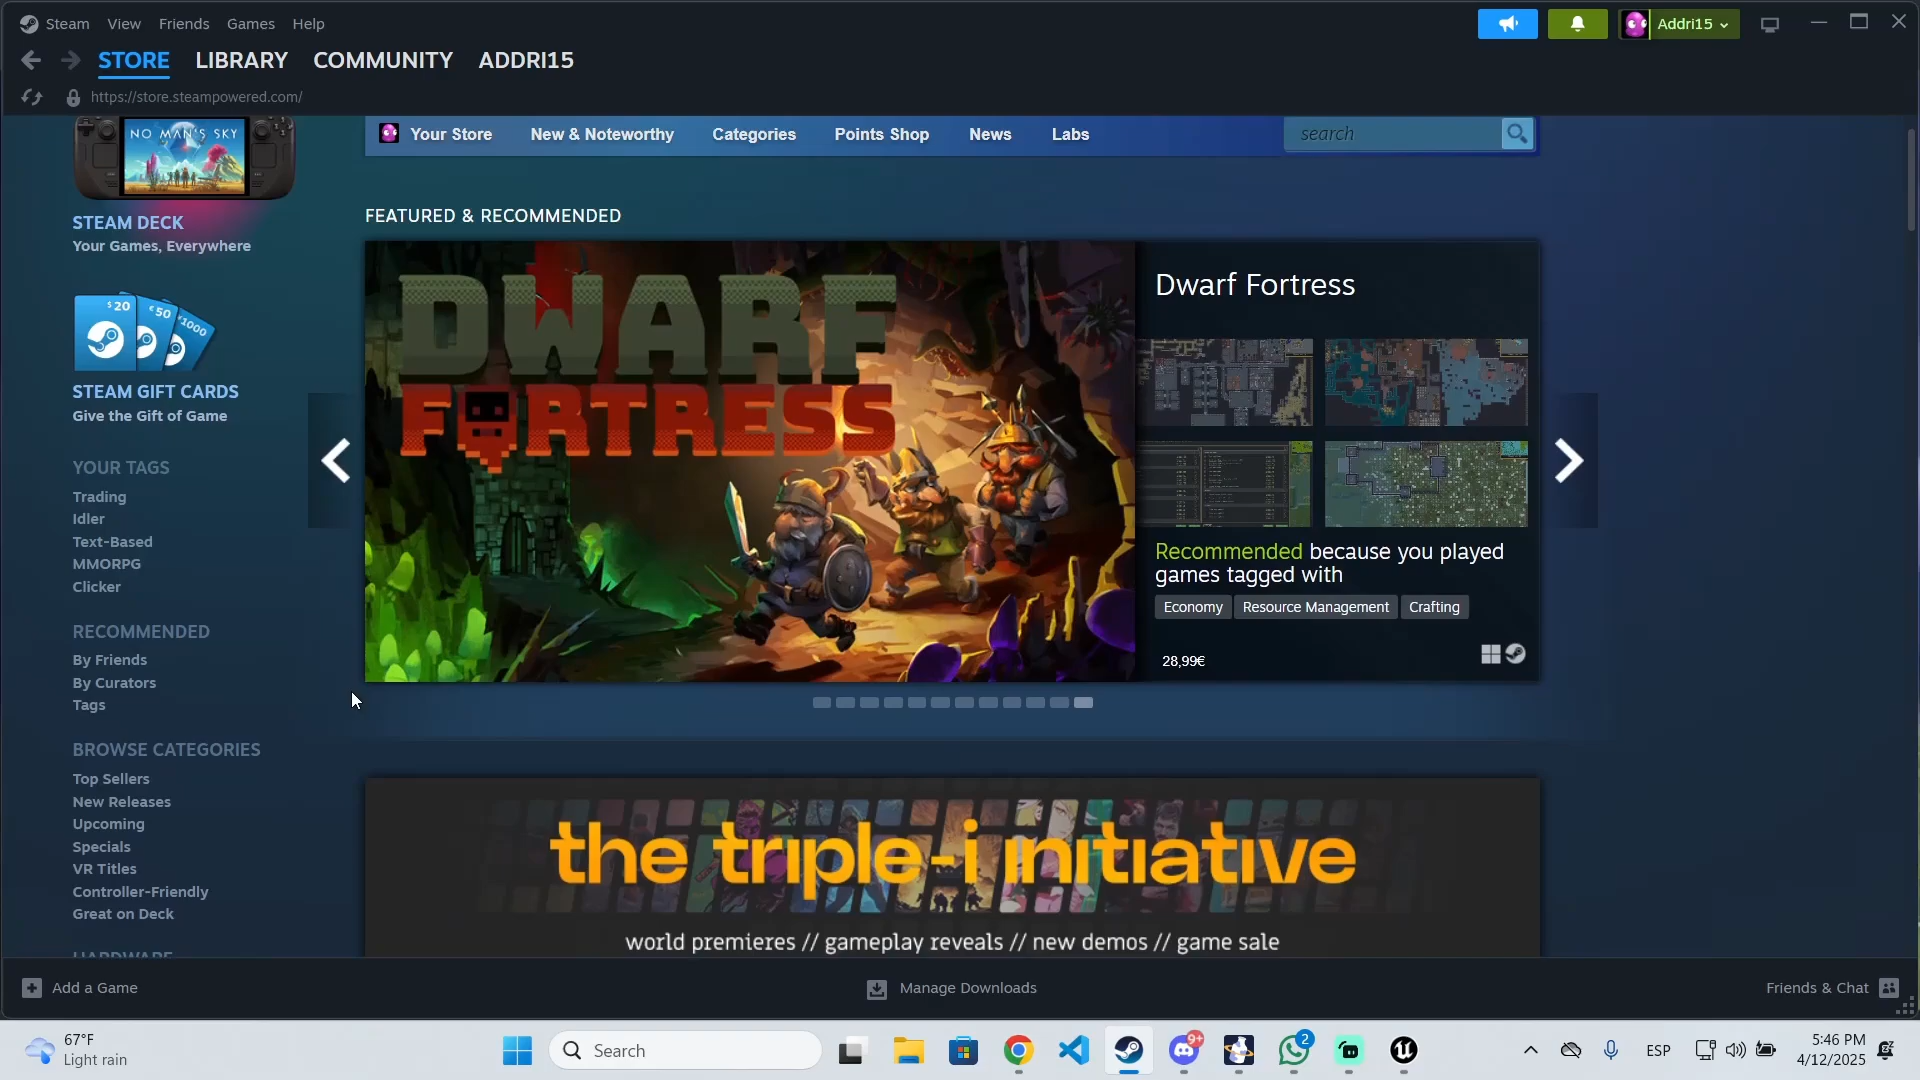 Steam View Friends Games Help
Addri15
STORE LIBRARY COMMUNITY ADDRI15
https://store.steampowered.com/
Your Store New & Noteworthy Categories Points Shop News Labs search
NO MAN'S SKY
STEAM DECK
Your Games, Everywhere
$20 €50 ¥1000
STEAM GIFT CARDS
Give the Gift of Game
YOUR TAGS
Trading
Idler
Text-Based
MMORPG
Clicker
RECOMMENDED
By Friends
By Curators
Tags
BROWSE CATEGORIES
Top Sellers
New Releases
Upcoming
Specials
VR Titles
Controller-Friendly
Great on Deck
HARDWARE
FEATURED & RECOMMENDED
DWARF
FORTRESS
Dwarf Fortress
Recommended because you played
games tagged with
Economy Resource Management Crafting
28,99€
the triple-i initiative
world premieres // gameplay reveals // new demos // game sale
Add a Game Manage Downloads Friends & Chat
67°F
Light rain
Search
9+
2
ESP
5:46 PM
4/12/2025